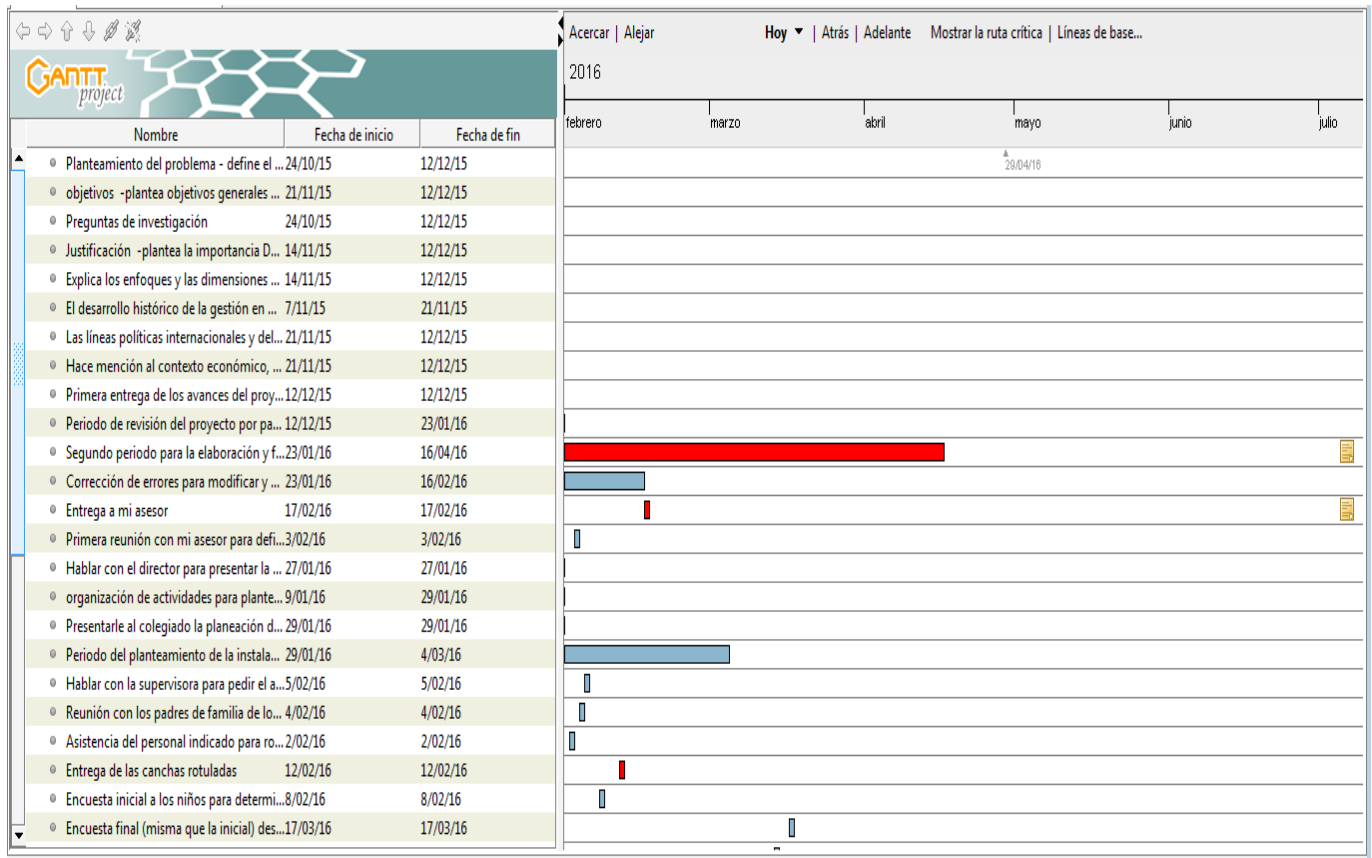 Acercar | Alejar Hoy ▼ | Atrás | Adelante Mostrar la ruta crítica | Líneas de base...
GANTT project
2016
Nombre Fecha de inicio Fecha de fin
febrero marzo abril mayo junio julio
29/04/16
Planteamiento del problema - define el ... 24/10/15 12/12/15
objetivos -plantea objetivos generales ... 21/11/15 12/12/15
Preguntas de investigación 24/10/15 12/12/15
Justificación -plantea la importancia D... 14/11/15 12/12/15
Explica los enfoques y las dimensiones ... 14/11/15 12/12/15
El desarrollo histórico de la gestión en ... 7/11/15 21/11/15
Las líneas políticas internacionales y del... 21/11/15 12/12/15
Hace mención al contexto económico, ... 21/11/15 12/12/15
Primera entrega de los avances del proy... 12/12/15 12/12/15
Periodo de revisión del proyecto por pa... 12/12/15 23/01/16
Segundo periodo para la elaboración y f... 23/01/16 16/04/16
Corrección de errores para modificar y ... 23/01/16 16/02/16
Entrega a mi asesor 17/02/16 17/02/16
Primera reunión con mi asesor para defi... 3/02/16 3/02/16
Hablar con el director para presentar la ... 27/01/16 27/01/16
organización de actividades para plante... 9/01/16 29/01/16
Presentarle al colegiado la planeación d... 29/01/16 29/01/16
Periodo del planteamiento de la instala... 29/01/16 4/03/16
Hablar con la supervisora para pedir el a... 5/02/16 5/02/16
Reunión con los padres de familia de lo... 4/02/16 4/02/16
Asistencia del personal indicado para ro... 2/02/16 2/02/16
Entrega de las canchas rotuladas 12/02/16 12/02/16
Encuesta inicial a los niños para determi... 8/02/16 8/02/16
Encuesta final (misma que la inicial) des... 17/03/16 17/03/16